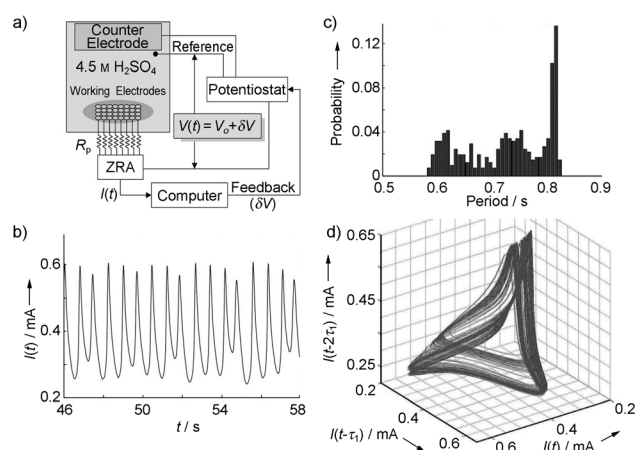 a)
Counter
Electrode
Reference
4.5 M H₂SO₄
Potentiostat
Working Electrodes
V(t) = Vₒ+δV
Rₚ
ZRA
I(t)
Computer
Feedback
(δV)
b)
I(t) / mA
0.6
0.4
0.2
46
50
54
58
t / s
c)
Probability
0.12
0.08
0.04
0
0.5
0.6
0.7
0.8
0.9
Period / s
d)
I(t-2τ₁) / mA
0.65
0.45
0.25
0.2
0.4
0.6
I(t-τ₁) / mA
0.6
0.4
0.2
I(t) / mA